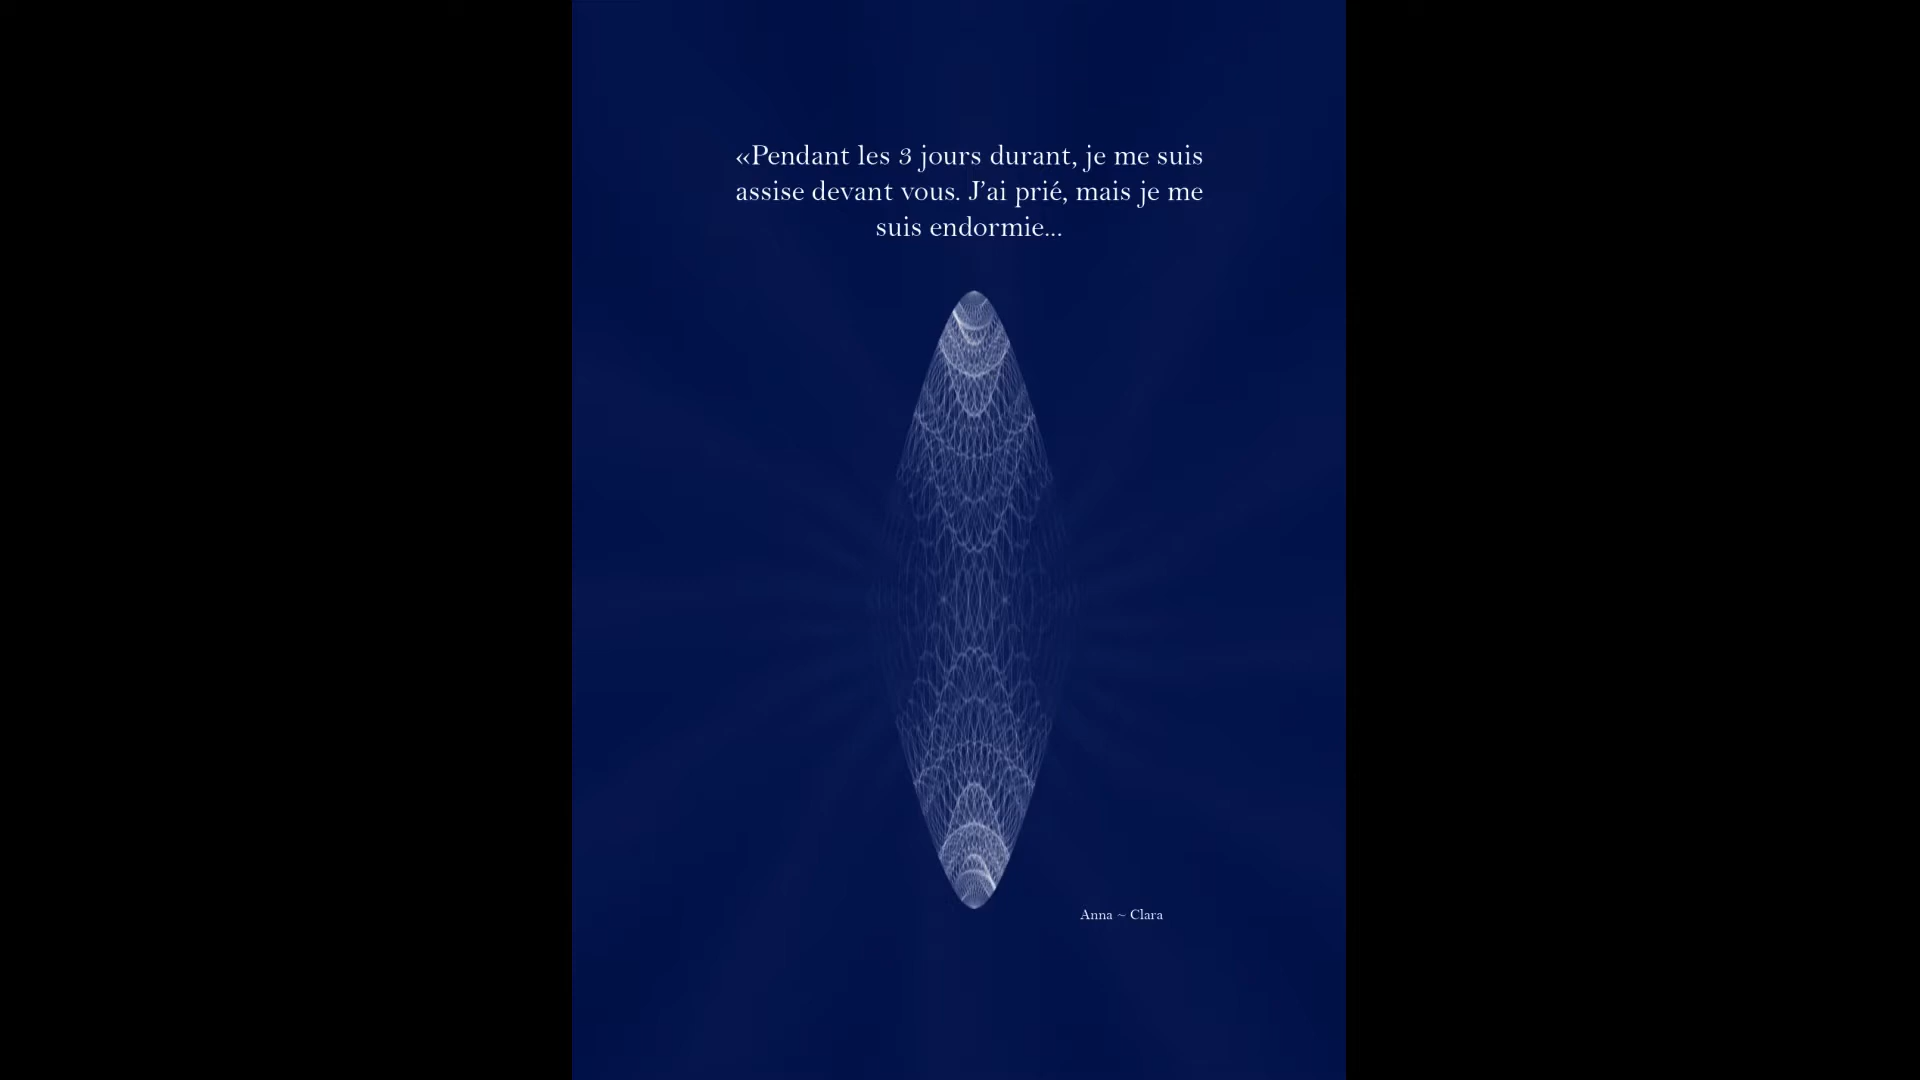 «Pendant les 3 jours durant, je me suis
assise devant vous. J’ai prié, mais je me
suis endormie...
Anna ~ Clara